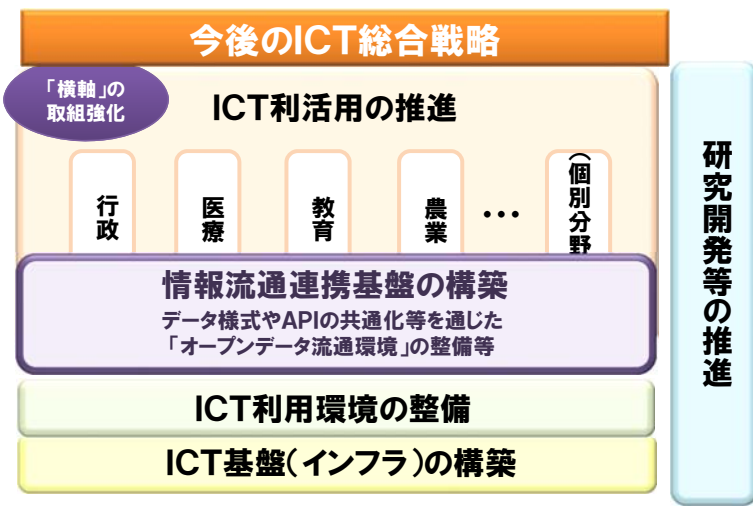 今後のICT総合戦略
「横軸」の
取組強化
ICT利活用の推進
行政
医療
教育
農業
・・・
（個別分野
情報流通連携基盤の構築
データ様式やAPIの共通化等を通じた
「オープンデータ流通環境」の整備等
ICT利用環境の整備
ICT基盤（インフラ）の構築
研究開発等の推進